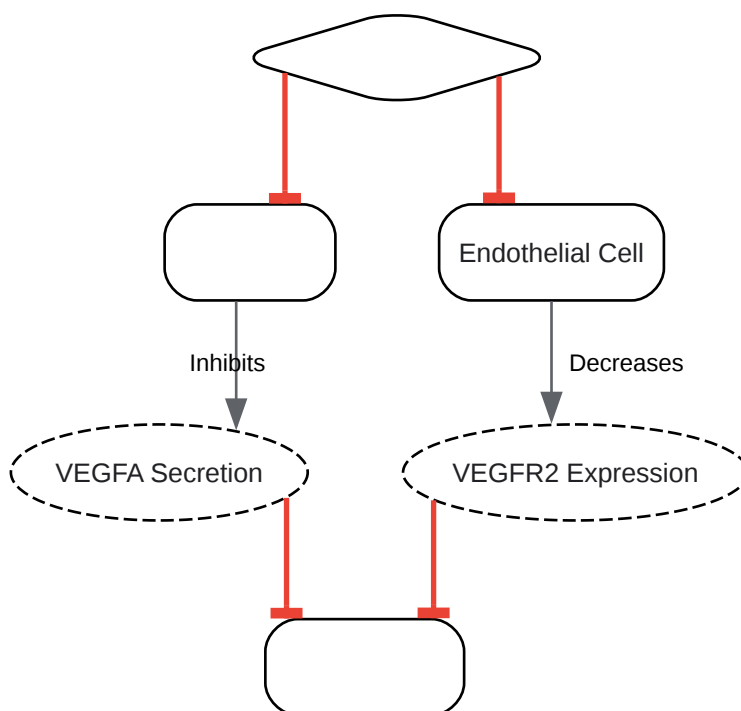 Endothelial Cell
Inhibits
Decreases
VEGFA Secretion
VEGFR2 Expression